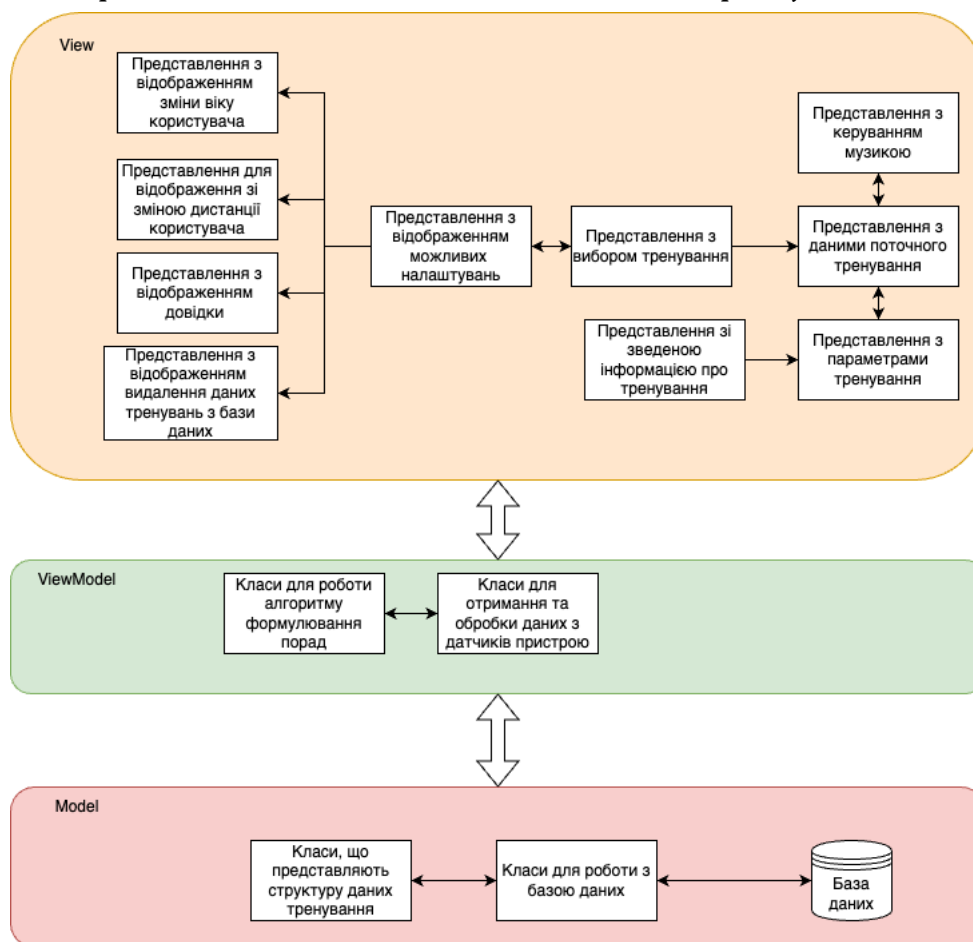 View
Представлення з
відображенням
зміни віку
користувача
Представлення для
відображення зі
зміною дистанції
користувача
Представлення з
відображенням
довідки
Представлення з
відображенням
видалення даних
тренувань з бази
даних
Представлення з
відображенням
можливих
налаштувань
Представлення з
вибором тренування
Представлення зі
зведеною
інформацією про
тренування
Представлення з
керуванням
музикою
Представлення з
даними поточного
тренування
Представлення з
параметрами
тренування
ViewModel
Класи для роботи
алгоритму
формулювання
порад
Класи для
отримання та
обробки даних з
датчиків пристрою
Model
Класи, що
представляють
структуру даних
тренування
Класи для роботи з
базою даних
База
даних